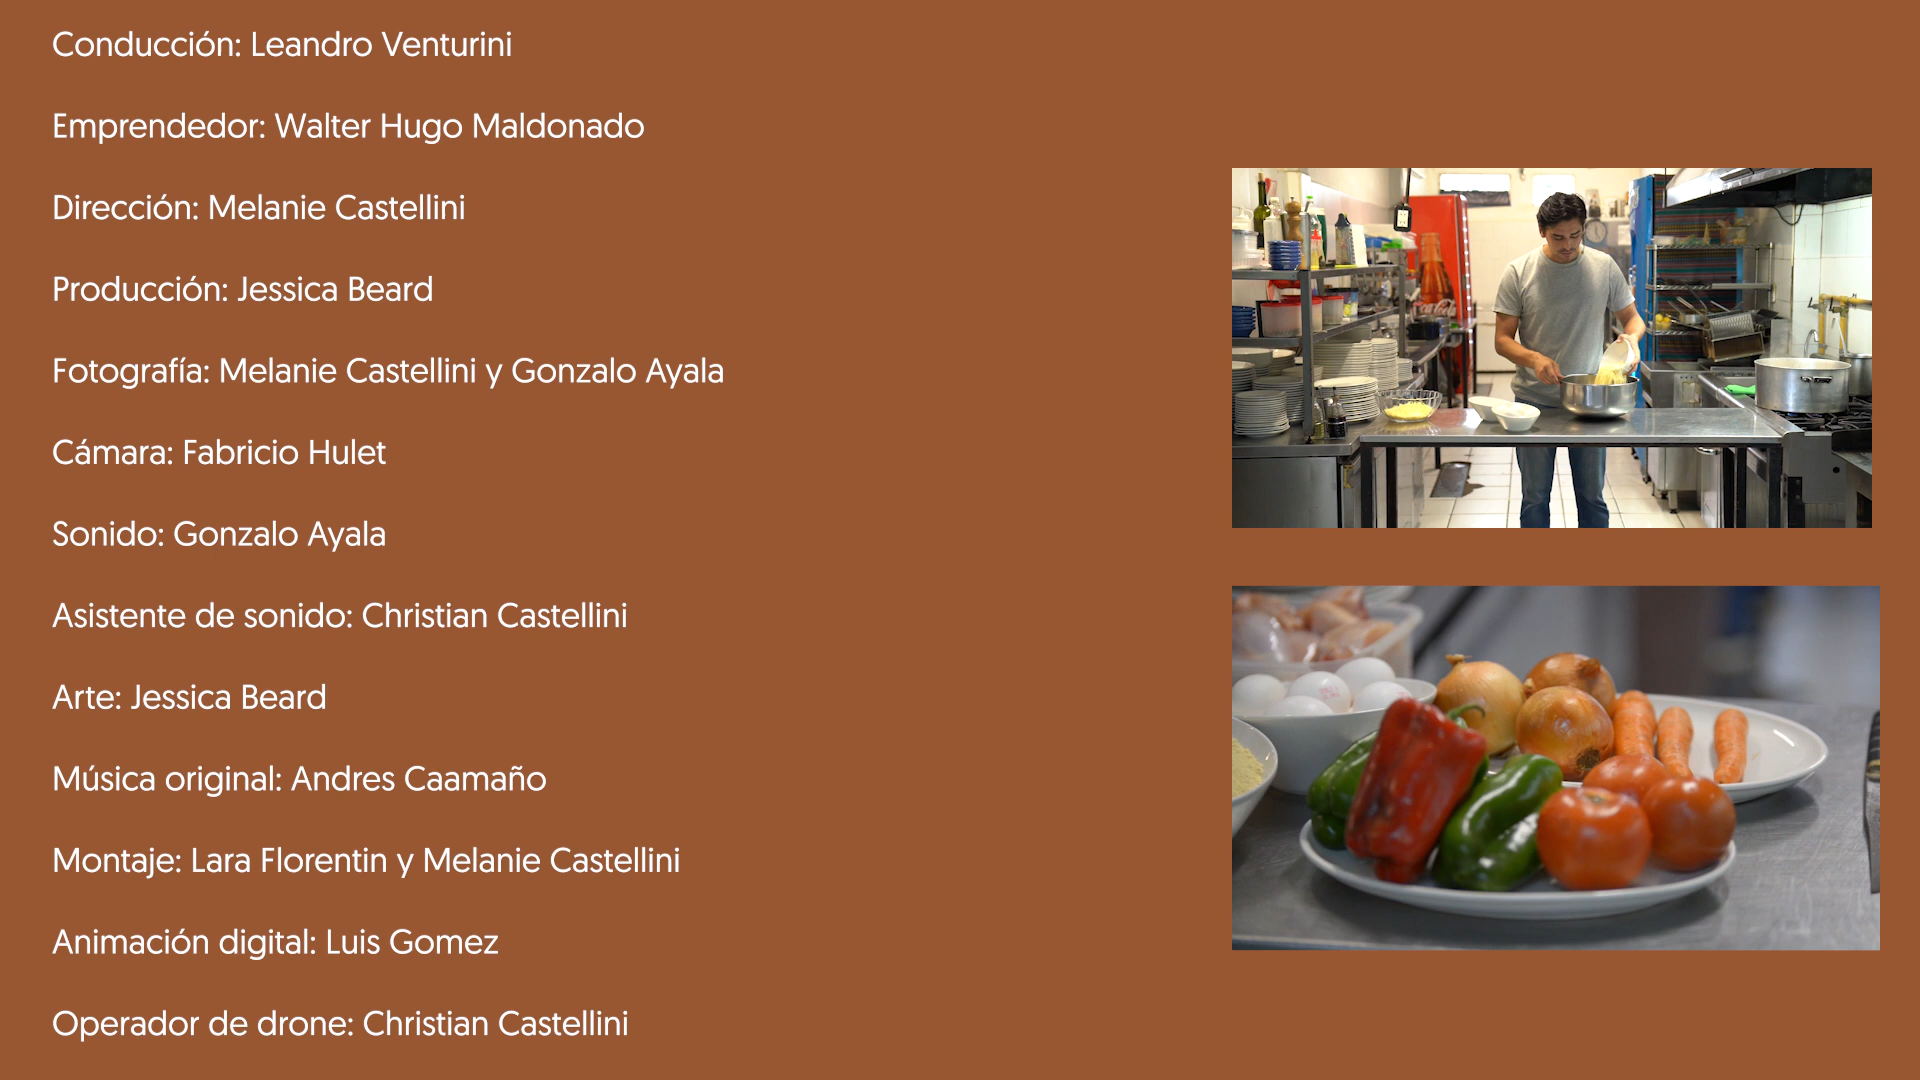 Conducción: Leandro Venturini
Emprendedor: Walter Hugo Maldonado
Dirección: Melanie Castellini
Producción: Jessica Beard
Fotografía: Melanie Castellini y Gonzalo Ayala
Cámara: Fabricio Hulet
Sonido: Gonzalo Ayala
Asistente de sonido: Christian Castellini
Arte: Jessica Beard
Música original: Andres Caamaño
Montaje: Lara Florentin y Melanie Castellini
Animación digital: Luis Gomez
Operador de drone: Christian Castellini
Coca-Cola